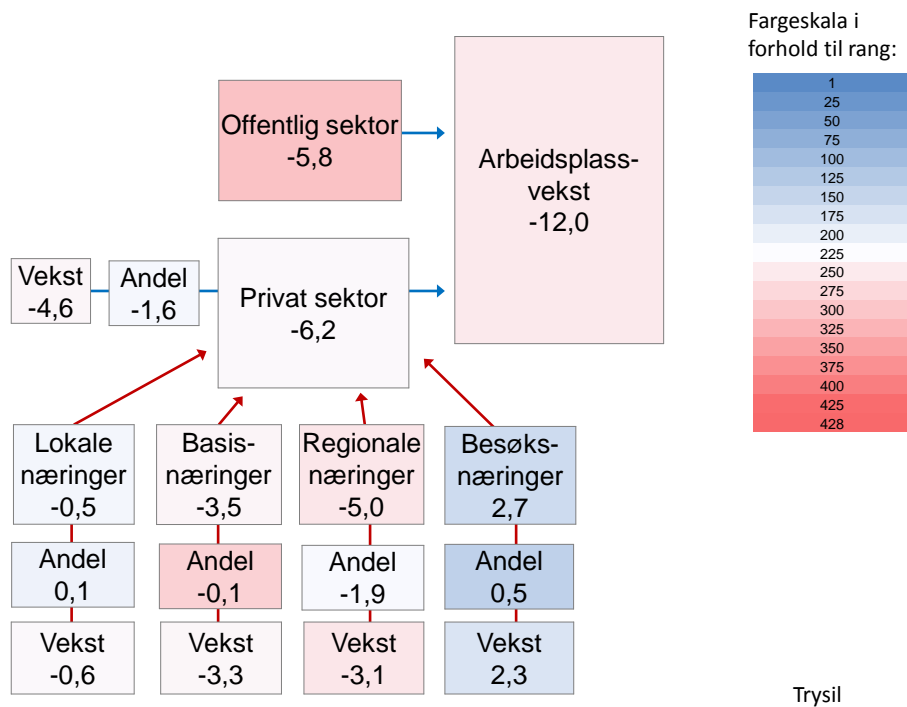 Fargeskala i
forhold til rang:
1
25
50
75
100
125
150
175
200
225
250
275
300
325
350
375
400
425
428
Offentlig sektor
-5,8
Arbeidsplass-
vekst
-12,0
Vekst
-4,6
Andel
-1,6
Privat sektor
-6,2
Lokale
næringer
-0,5
Basis-
næringer
-3,5
Regionale
næringer
-5,0
Besøks-
næringer
2,7
Andel
0,1
Andel
-0,1
Andel
-1,9
Andel
0,5
Vekst
-0,6
Vekst
-3,3
Vekst
-3,1
Vekst
2,3
Trysil